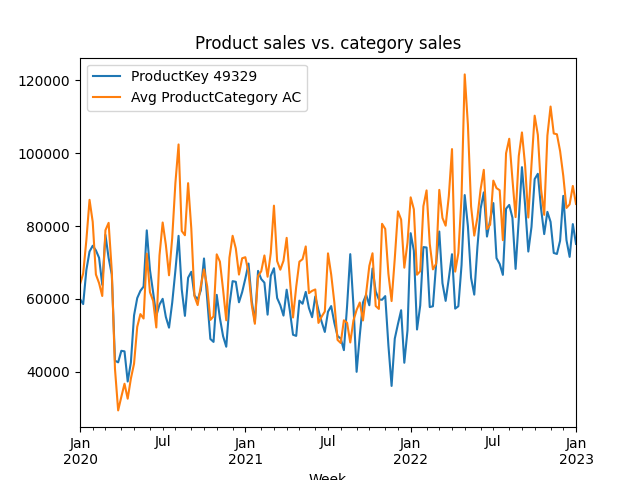 Product sales vs. category sales
ProductKey 49329
Avg ProductCategory AC
120000
100000
80000
60000
40000
Jan
2020
Jul
Jan
2021
Jul
Jan
2022
Jul
Jan
2023
Week